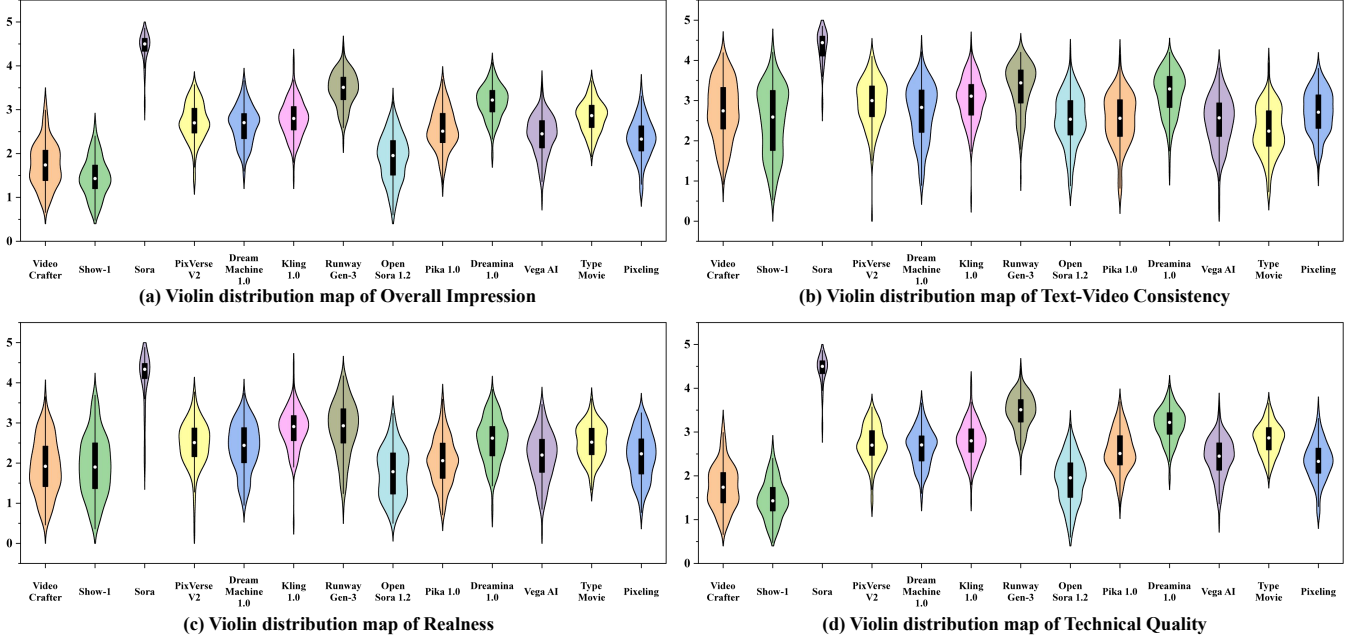 5
4
3
2
1
0
Video Crafter
Show-1
Sora
PixVerse V2
Dream Machine 1.0
Kling 1.0
Runway Gen-3
Open Sora 1.2
Pika 1.0
Dreamina 1.0
Vega AI
Type Movie
Pixeling
(a) Violin distribution map of Overall Impression
5
4
3
2
1
0
Video Crafter
Show-1
Sora
PixVerse V2
Dream Machine 1.0
Kling 1.0
Runway Gen-3
Open Sora 1.2
Pika 1.0
Dreamina 1.0
Vega AI
Type Movie
Pixeling
(b) Violin distribution map of Text-Video Consistency
5
4
3
2
1
0
Video Crafter
Show-1
Sora
PixVerse V2
Dream Machine 1.0
Kling 1.0
Runway Gen-3
Open Sora 1.2
Pika 1.0
Dreamina 1.0
Vega AI
Type Movie
Pixeling
(c) Violin distribution map of Realness
5
4
3
2
1
0
Video Crafter
Show-1
Sora
PixVerse V2
Dream Machine 1.0
Kling 1.0
Runway Gen-3
Open Sora 1.2
Pika 1.0
Dreamina 1.0
Vega AI
Type Movie
Pixeling
(d) Violin distribution map of Technical Quality